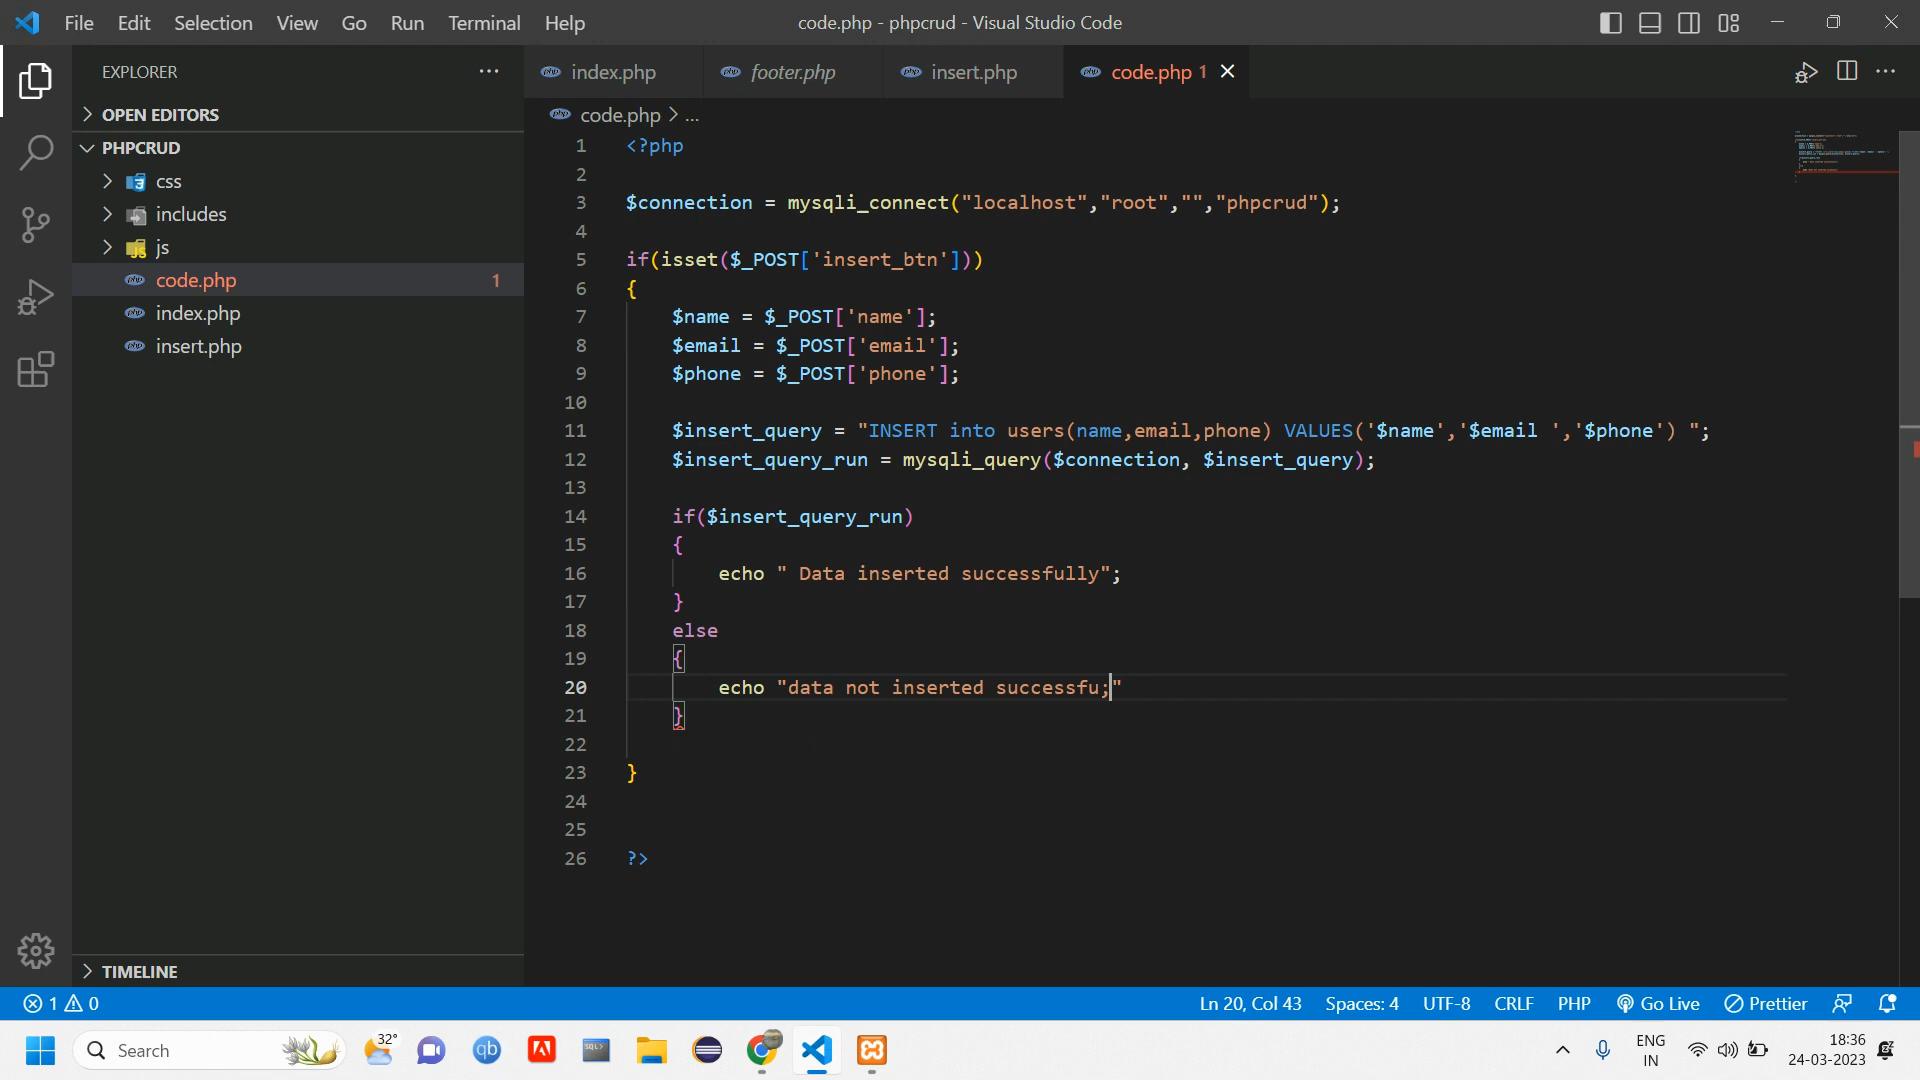 File Edit Selection View Go Run Terminal Help
code.php - phpcrud - Visual Studio Code
EXPLORER
OPEN EDITORS
PHPCRUD
css
includes
js
code.php 1
index.php
insert.php
TIMELINE
index.php footer.php insert.php code.php 1
code.php > ...
1 <?php
2
3 $connection = mysqli_connect("localhost","root","","phpcrud");
4
5 if(isset($_POST['insert_btn']))
6 {
7 $name = $_POST['name'];
8 $email = $_POST['email'];
9 $phone = $_POST['phone'];
10
11 $insert_query = "INSERT into users(name,email,phone) VALUES('$name','$email ','$phone') ";
12 $insert_query_run = mysqli_query($connection, $insert_query);
13
14 if($insert_query_run)
15 {
16 echo " Data inserted successfully";
17 }
18 else
19 {
20 echo "data not inserted successfu;"
21 }
22
23 }
24
25
26 ?>
1 0
Ln 20, Col 43 Spaces: 4 UTF-8 CRLF PHP Go Live Prettier
Search
32°
qb
SQL>
ENG
IN
18:36
24-03-2023